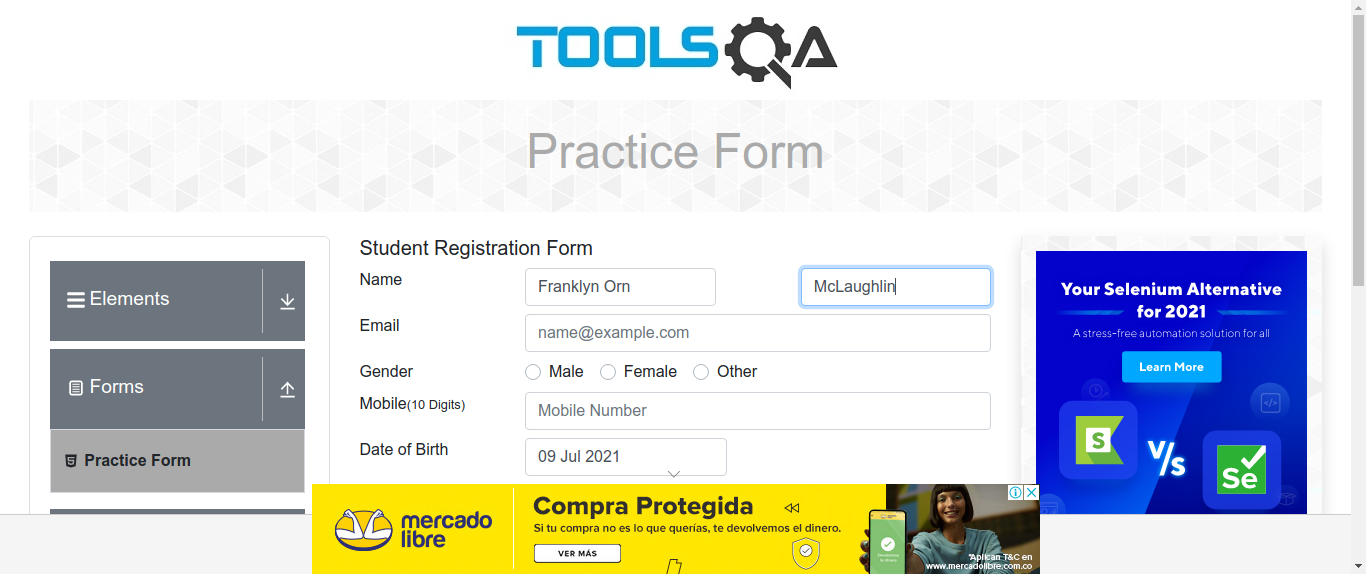 TOOLSQA
Practice Form
Elements
Forms
Practice Form
Student Registration Form
Name
Franklyn Orn
McLaughlin
Email
name@example.com
Gender
Male
Female
Other
Mobile(10 Digits)
Mobile Number
Date of Birth
09 Jul 2021
Your Selenium Alternative
for 2021
A stress-free automation solution for all
Learn More
S
V/s
Se
mercado
libre
Compra Protegida
Si tu compra no es lo que querías, te devolvemos el dinero.
VER MÁS
*Aplican T&C en
www.mercadolibre.com.co